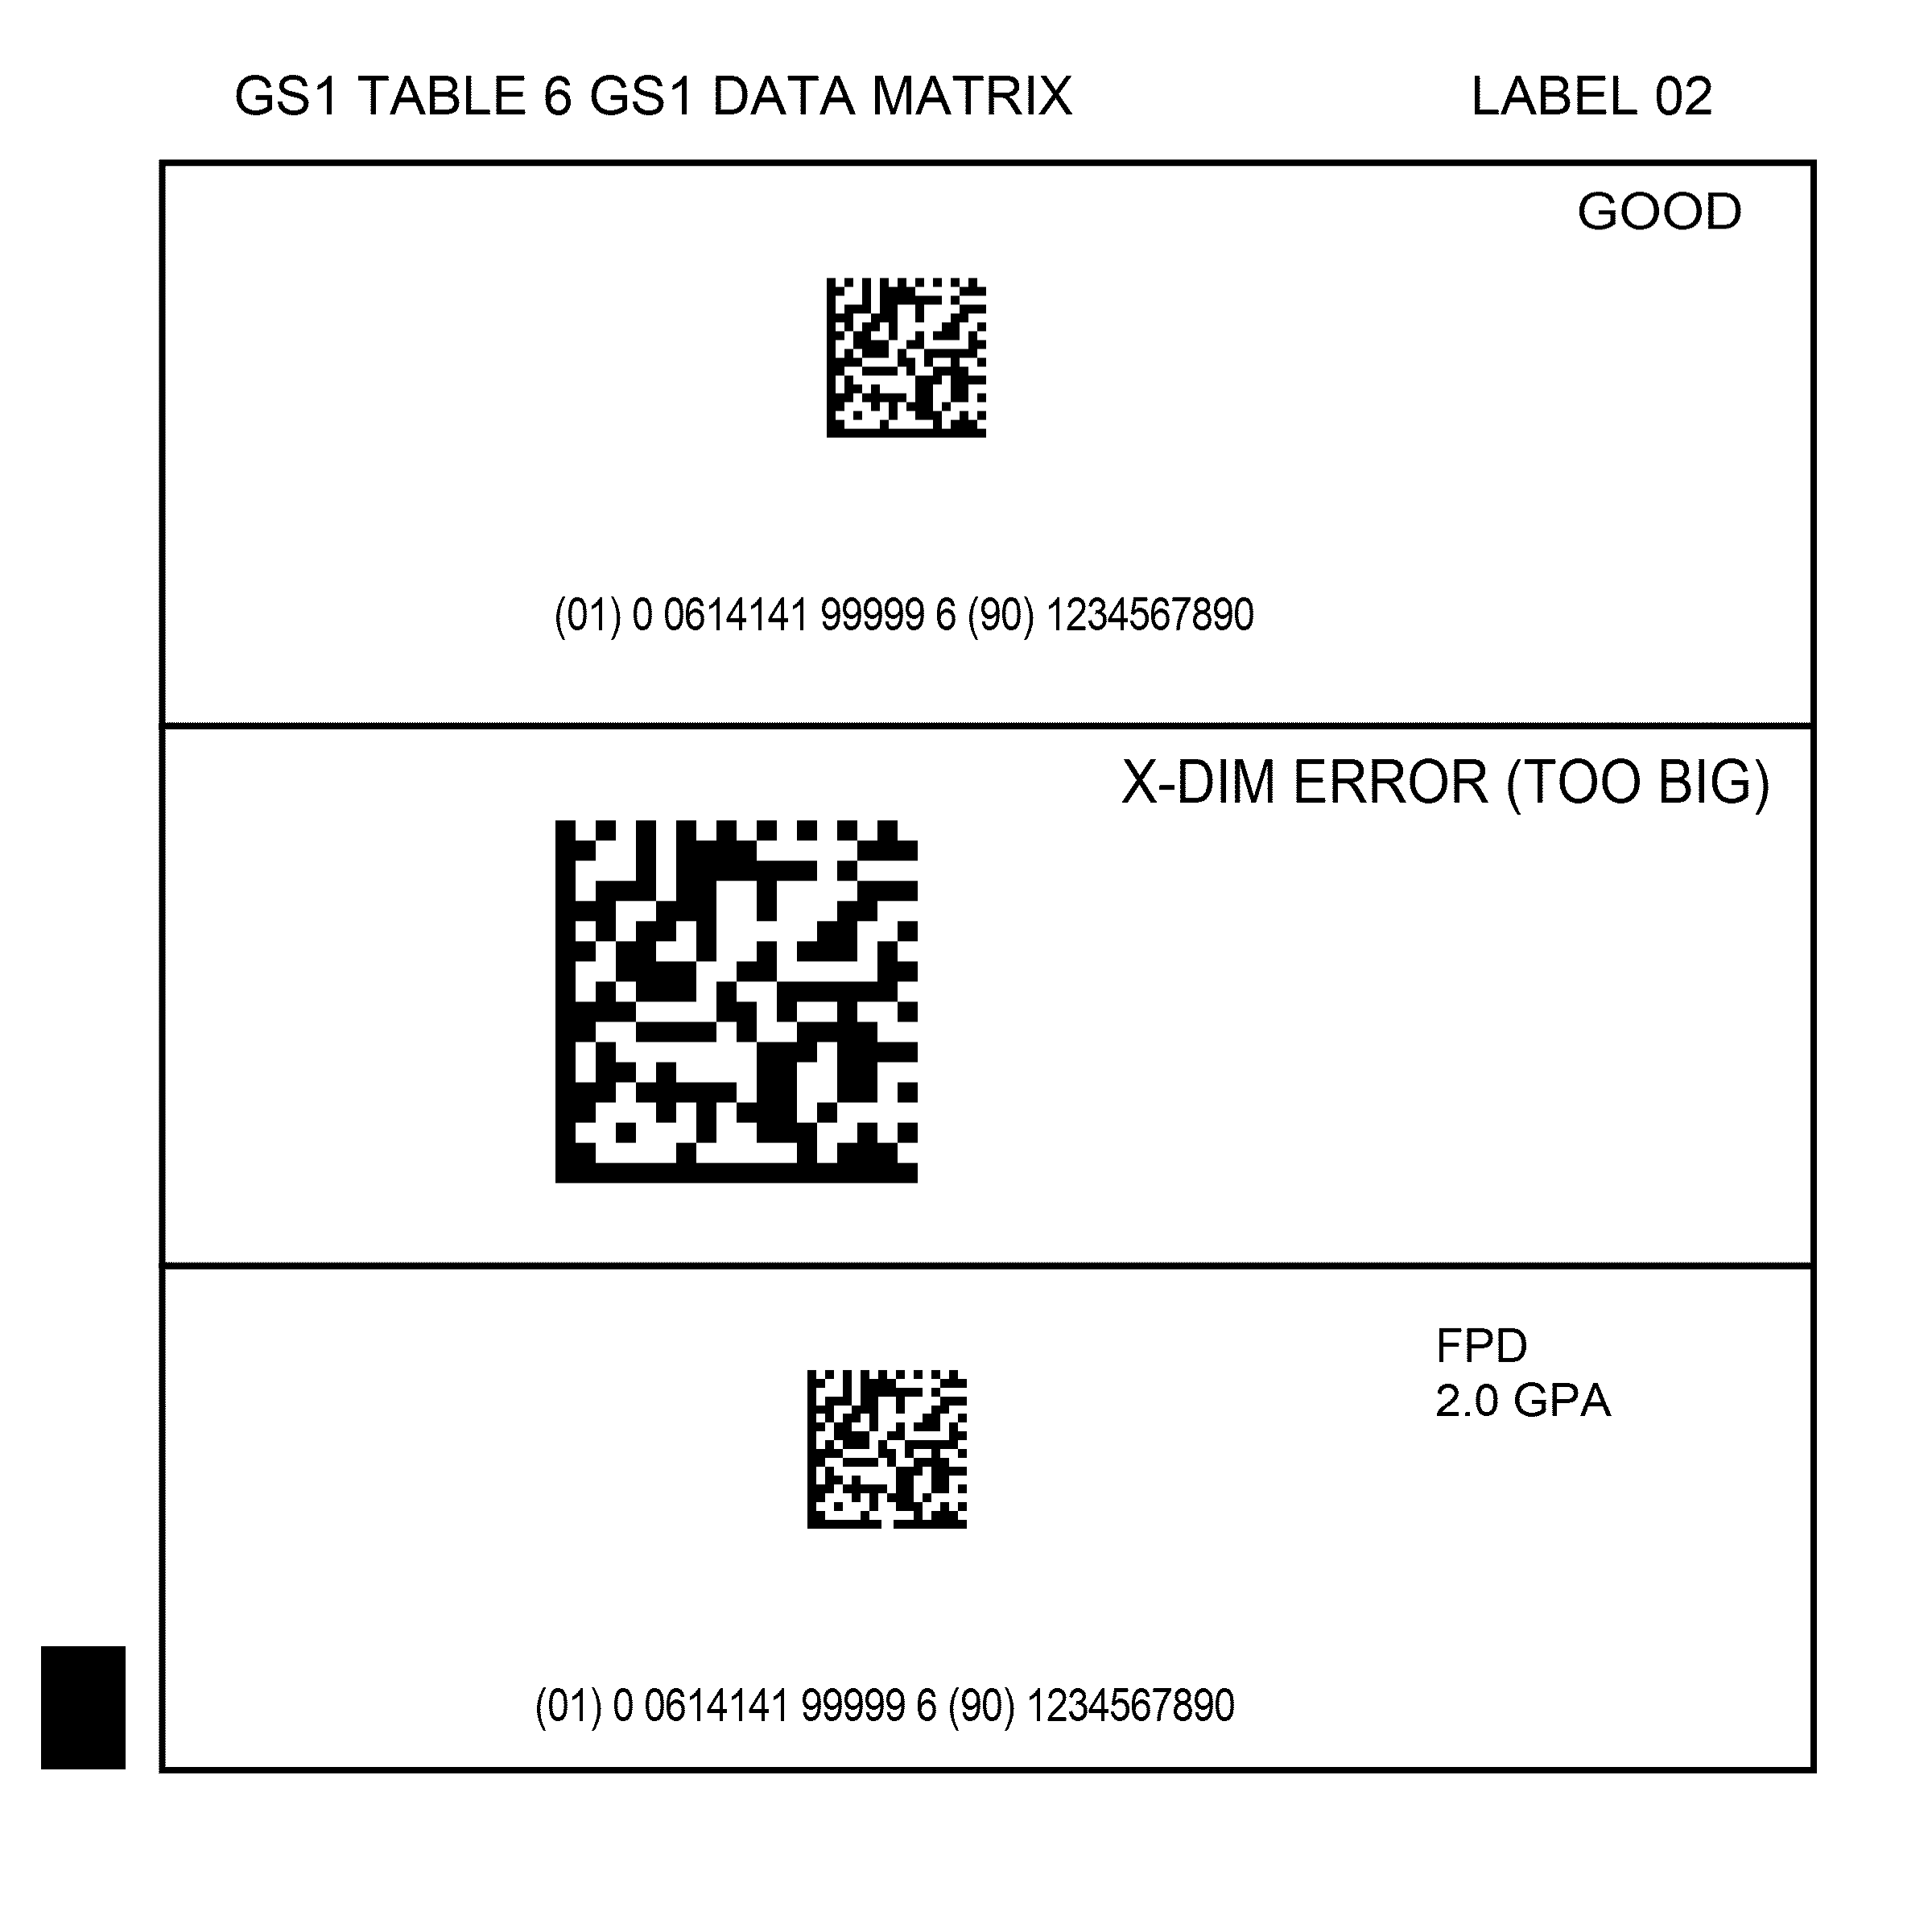 GS1 TABLE 6 GS1 DATA MATRIX LABEL 02
GOOD
(01) 0 0614141 99999 6 (90) 1234567890
X-DIM ERROR (TOO BIG)
FPD
2.0 GPA
(01) 0 0614141 99999 6 (90) 1234567890